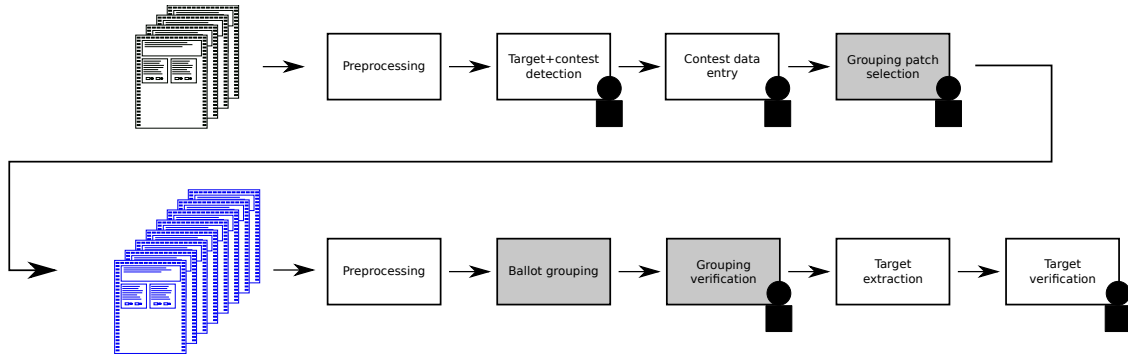 Preprocessing
Target+contest
detection
Contest data
entry
Grouping patch
selection
Preprocessing
Ballot grouping
Grouping
verification
Target
extraction
Target
verification